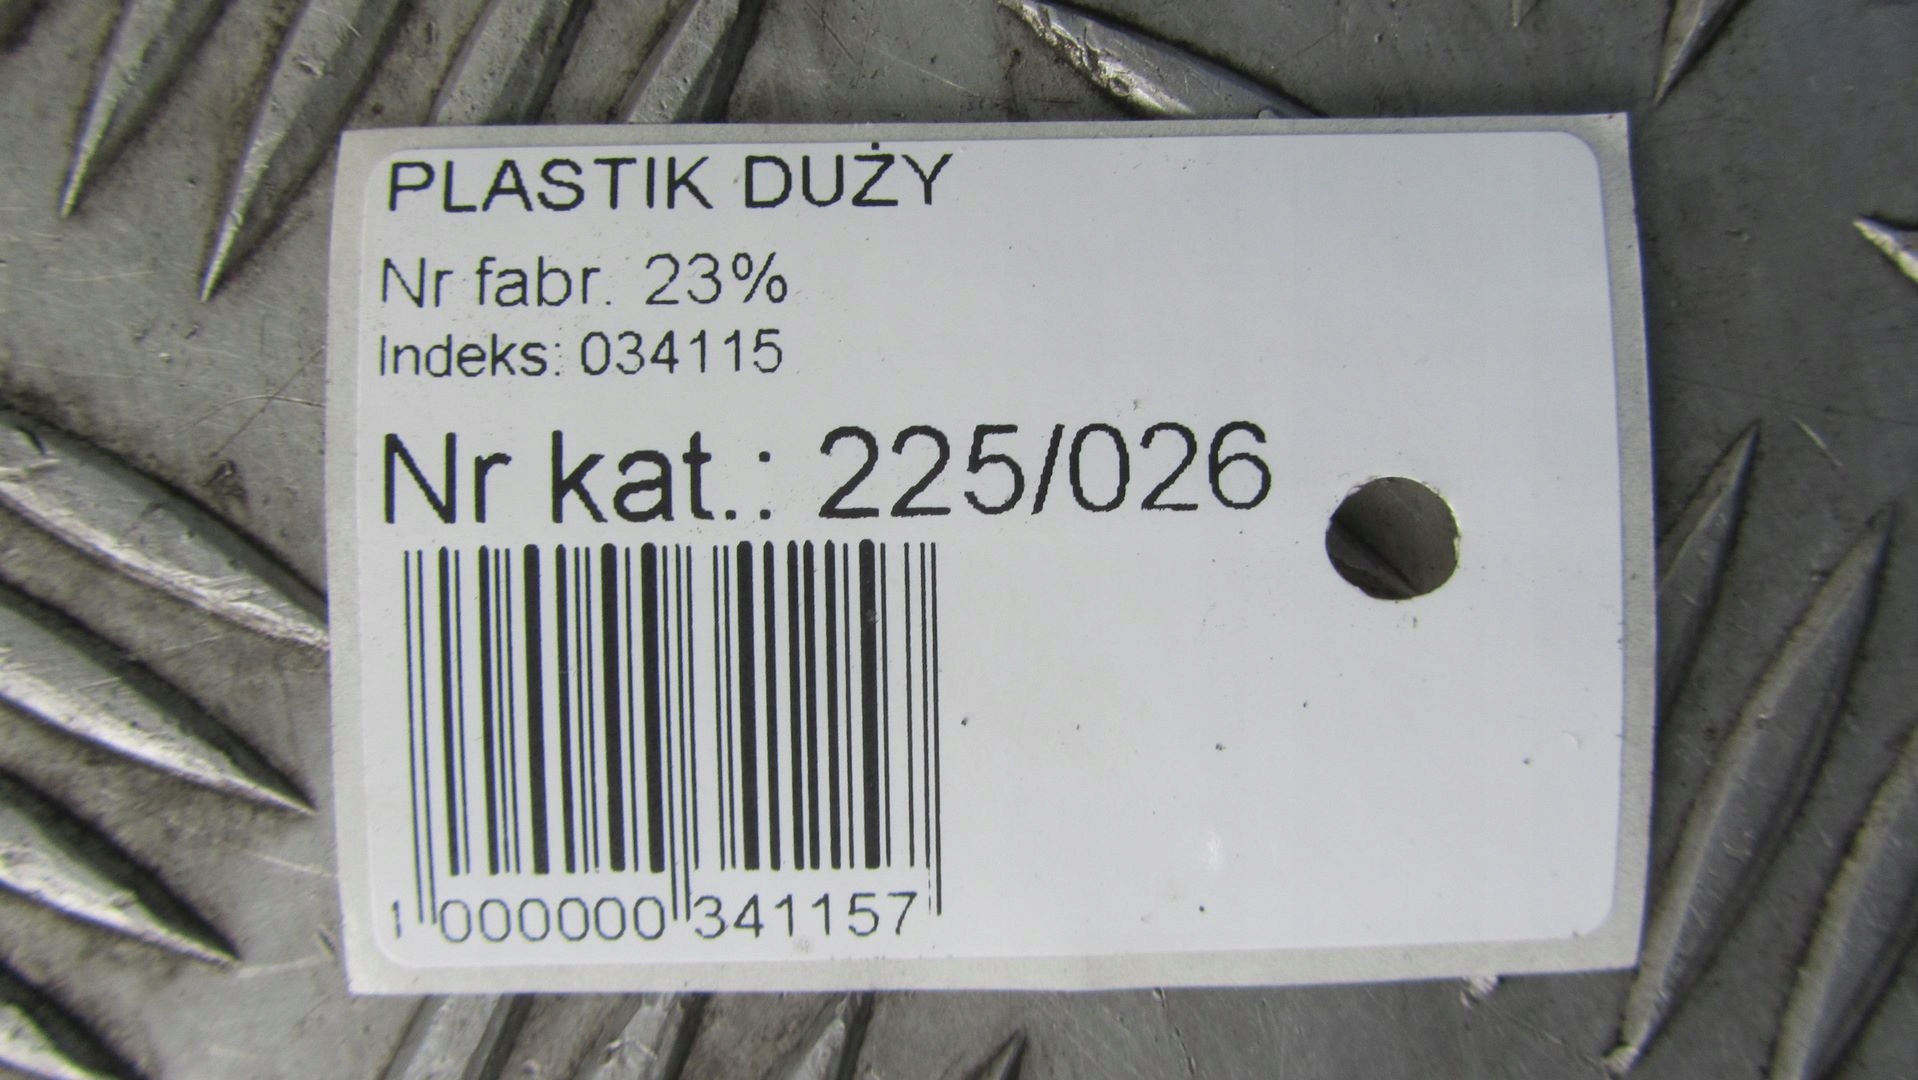 PLASTIK DUŻY
Nr fabr. 23%
Indeks: 034115
Nr kat.: 225/026
1 000000 341157